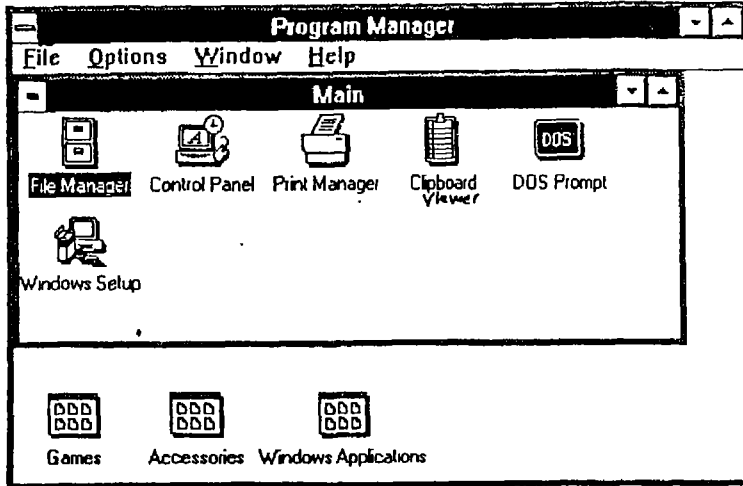 Program Manager
File Options Window Help
Main
DOS
File Manager Control Panel Print Manager Clipboard Viewer DOS Prompt
Windows Setup
Games Accessories Windows Applications